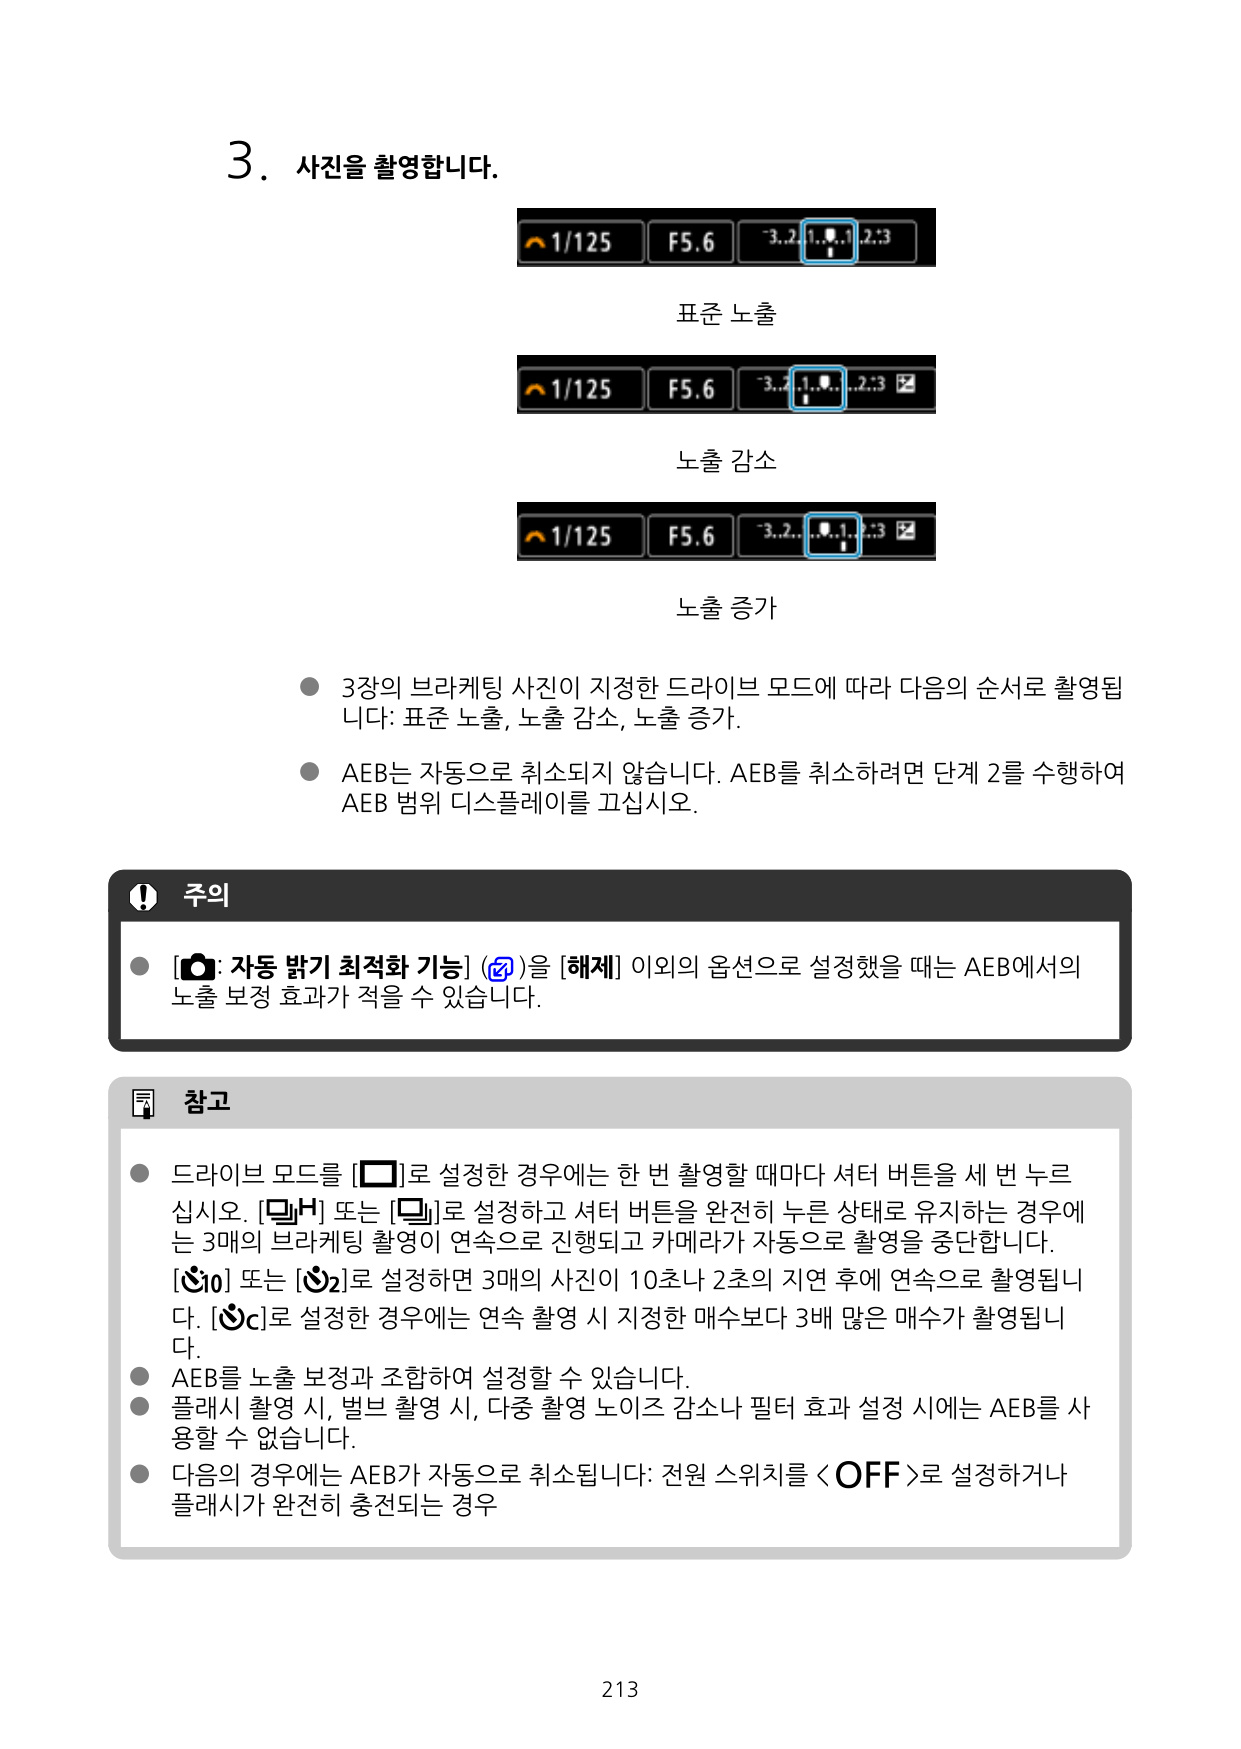 3. 사진을 촬영합니다.
1/125 F5.6 -3..2..1..0..1..2..+3
표준 노출
1/125 F5.6 -3..2..1..0..1..2..+3
노출 감소
1/125 F5.6 -3..2..1..0..1..2..+3
노출 증가
● 3장의 브라케팅 사진이 지정한 드라이브 모드에 따라 다음의 순서로 촬영됩
니다: 표준 노출, 노출 감소, 노출 증가.
● AEB는 자동으로 취소되지 않습니다. AEB를 취소하려면 단계 2를 수행하여
AEB 범위 디스플레이를 끄십시오.
주의
● [: 자동 밝기 최적화 기능] ()을 [해제] 이외의 옵션으로 설정했을 때는 AEB에서의
노출 보정 효과가 적을 수 있습니다.
참고
● 드라이브 모드를 []로 설정한 경우에는 한 번 촬영할 때마다 셔터 버튼을 세 번 누르
십시오. [H] 또는 []로 설정하고 셔터 버튼을 완전히 누른 상태로 유지하는 경우에
는 3매의 브라케팅 촬영이 연속으로 진행되고 카메라가 자동으로 촬영을 중단합니다.
[10] 또는 [2]로 설정하면 3매의 사진이 10초나 2초의 지연 후에 연속으로 촬영됩니
다. [c]로 설정한 경우에는 연속 촬영 시 지정한 매수보다 3배 많은 매수가 촬영됩니
다.
● AEB를 노출 보정과 조합하여 설정할 수 있습니다.
● 플래시 촬영 시, 벌브 촬영 시, 다중 촬영 노이즈 감소나 필터 효과 설정 시에는 AEB를 사
용할 수 없습니다.
● 다음의 경우에는 AEB가 자동으로 취소됩니다: 전원 스위치를 <OFF>로 설정하거나
플래시가 완전히 충전되는 경우
213